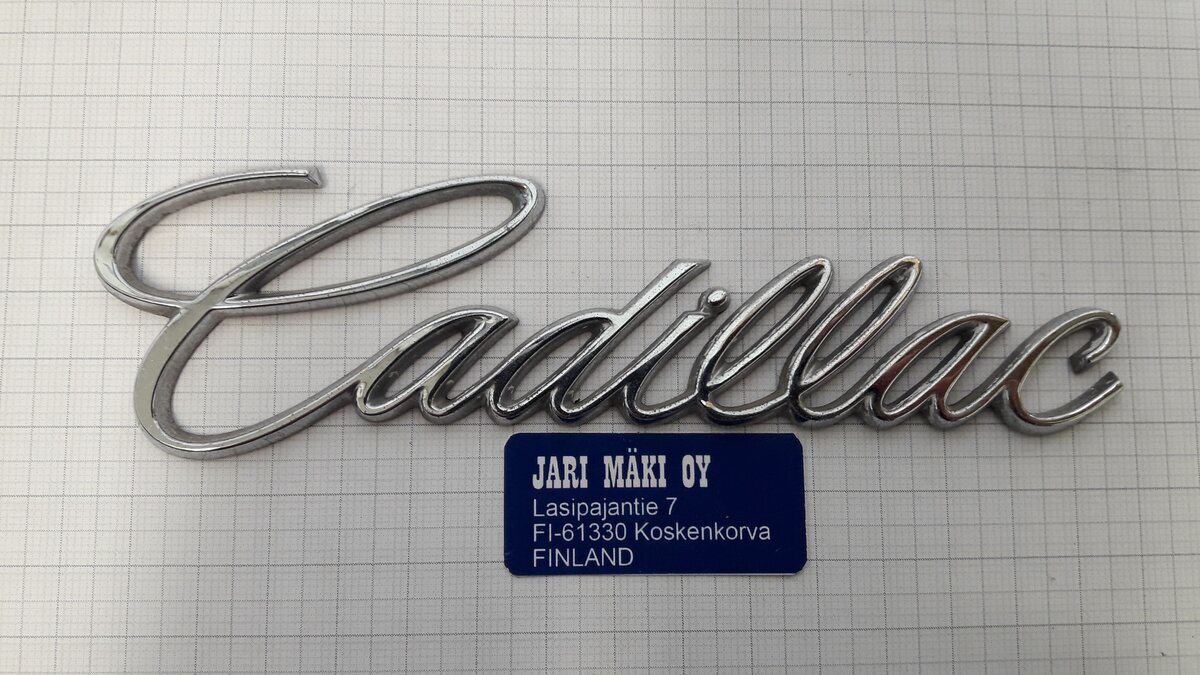 Cadillac
JARI MÄKI OY
Lasipajantie 7
FI-61330 Koskenkorva
FINLAND